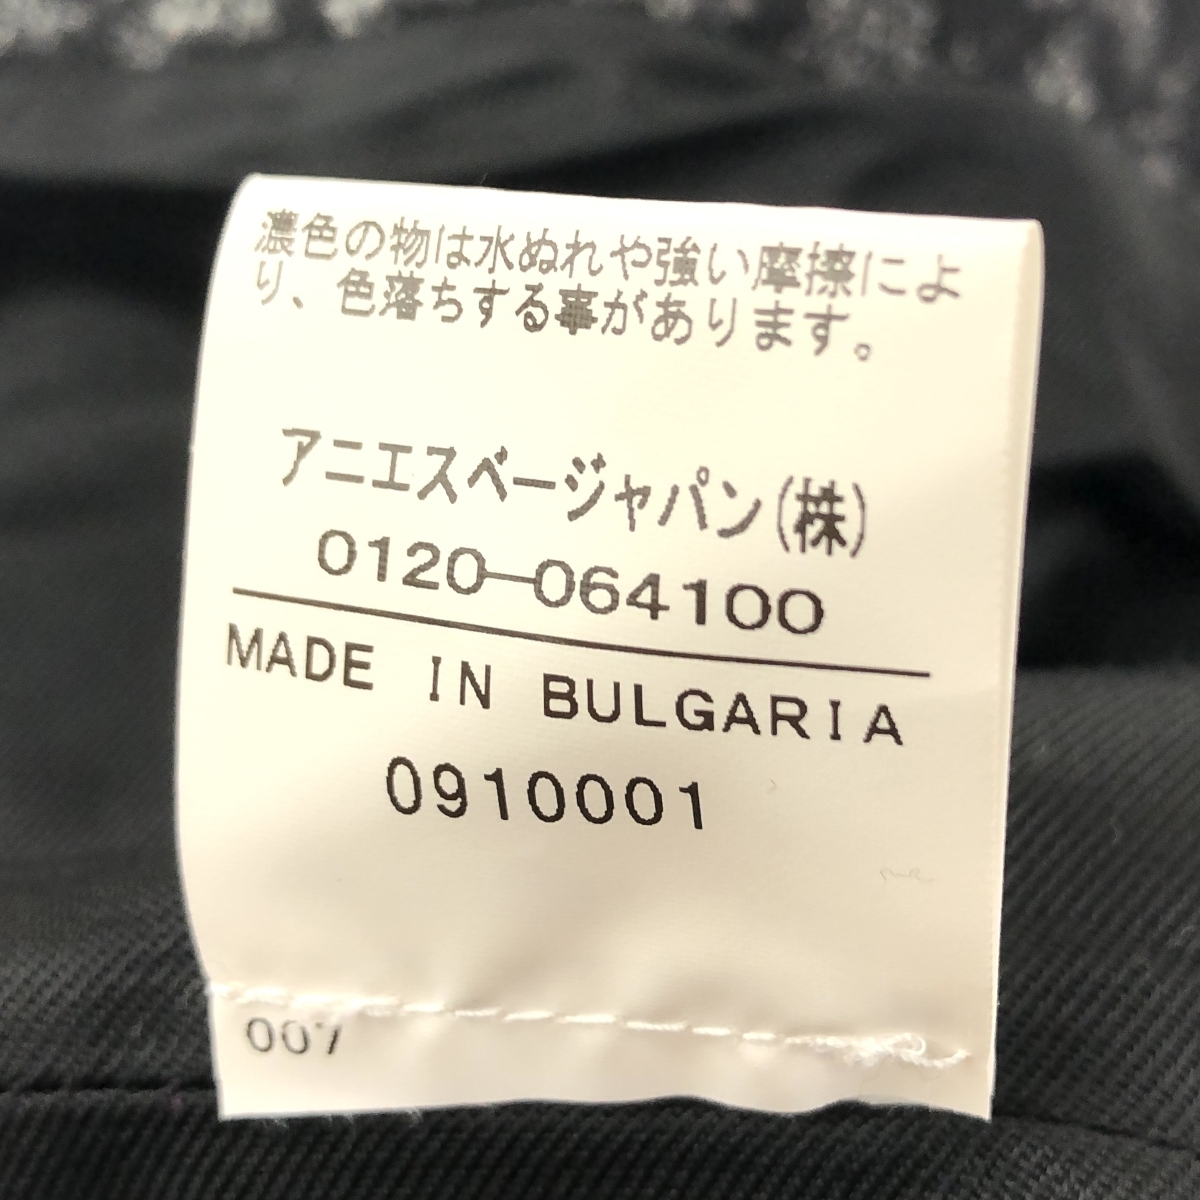 濃色の物は水ぬれや強い摩擦によ
り、色落ちする事があります。
アニエスベージャパン(株)
0120-064100
MADE IN BULGARIA
0910001
007